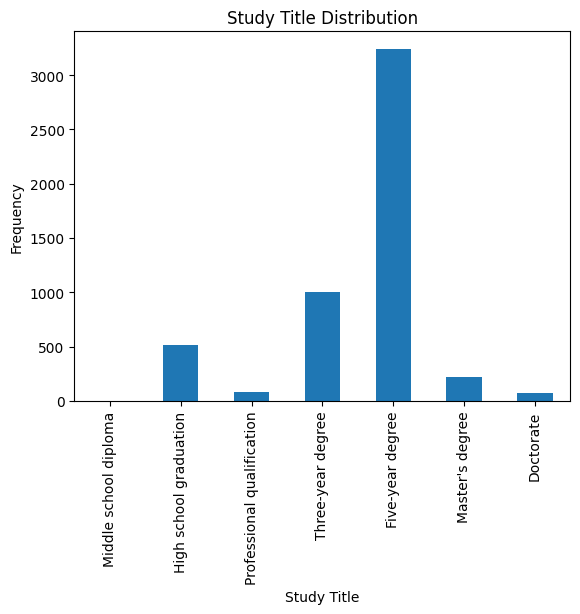 Study Title Distribution
Frequency
3000
2500
2000
1500
1000
500
0
Middle school diploma
High school graduation
Professional qualification
Three-year degree
Five-year degree
Master's degree
Doctorate
Study Title